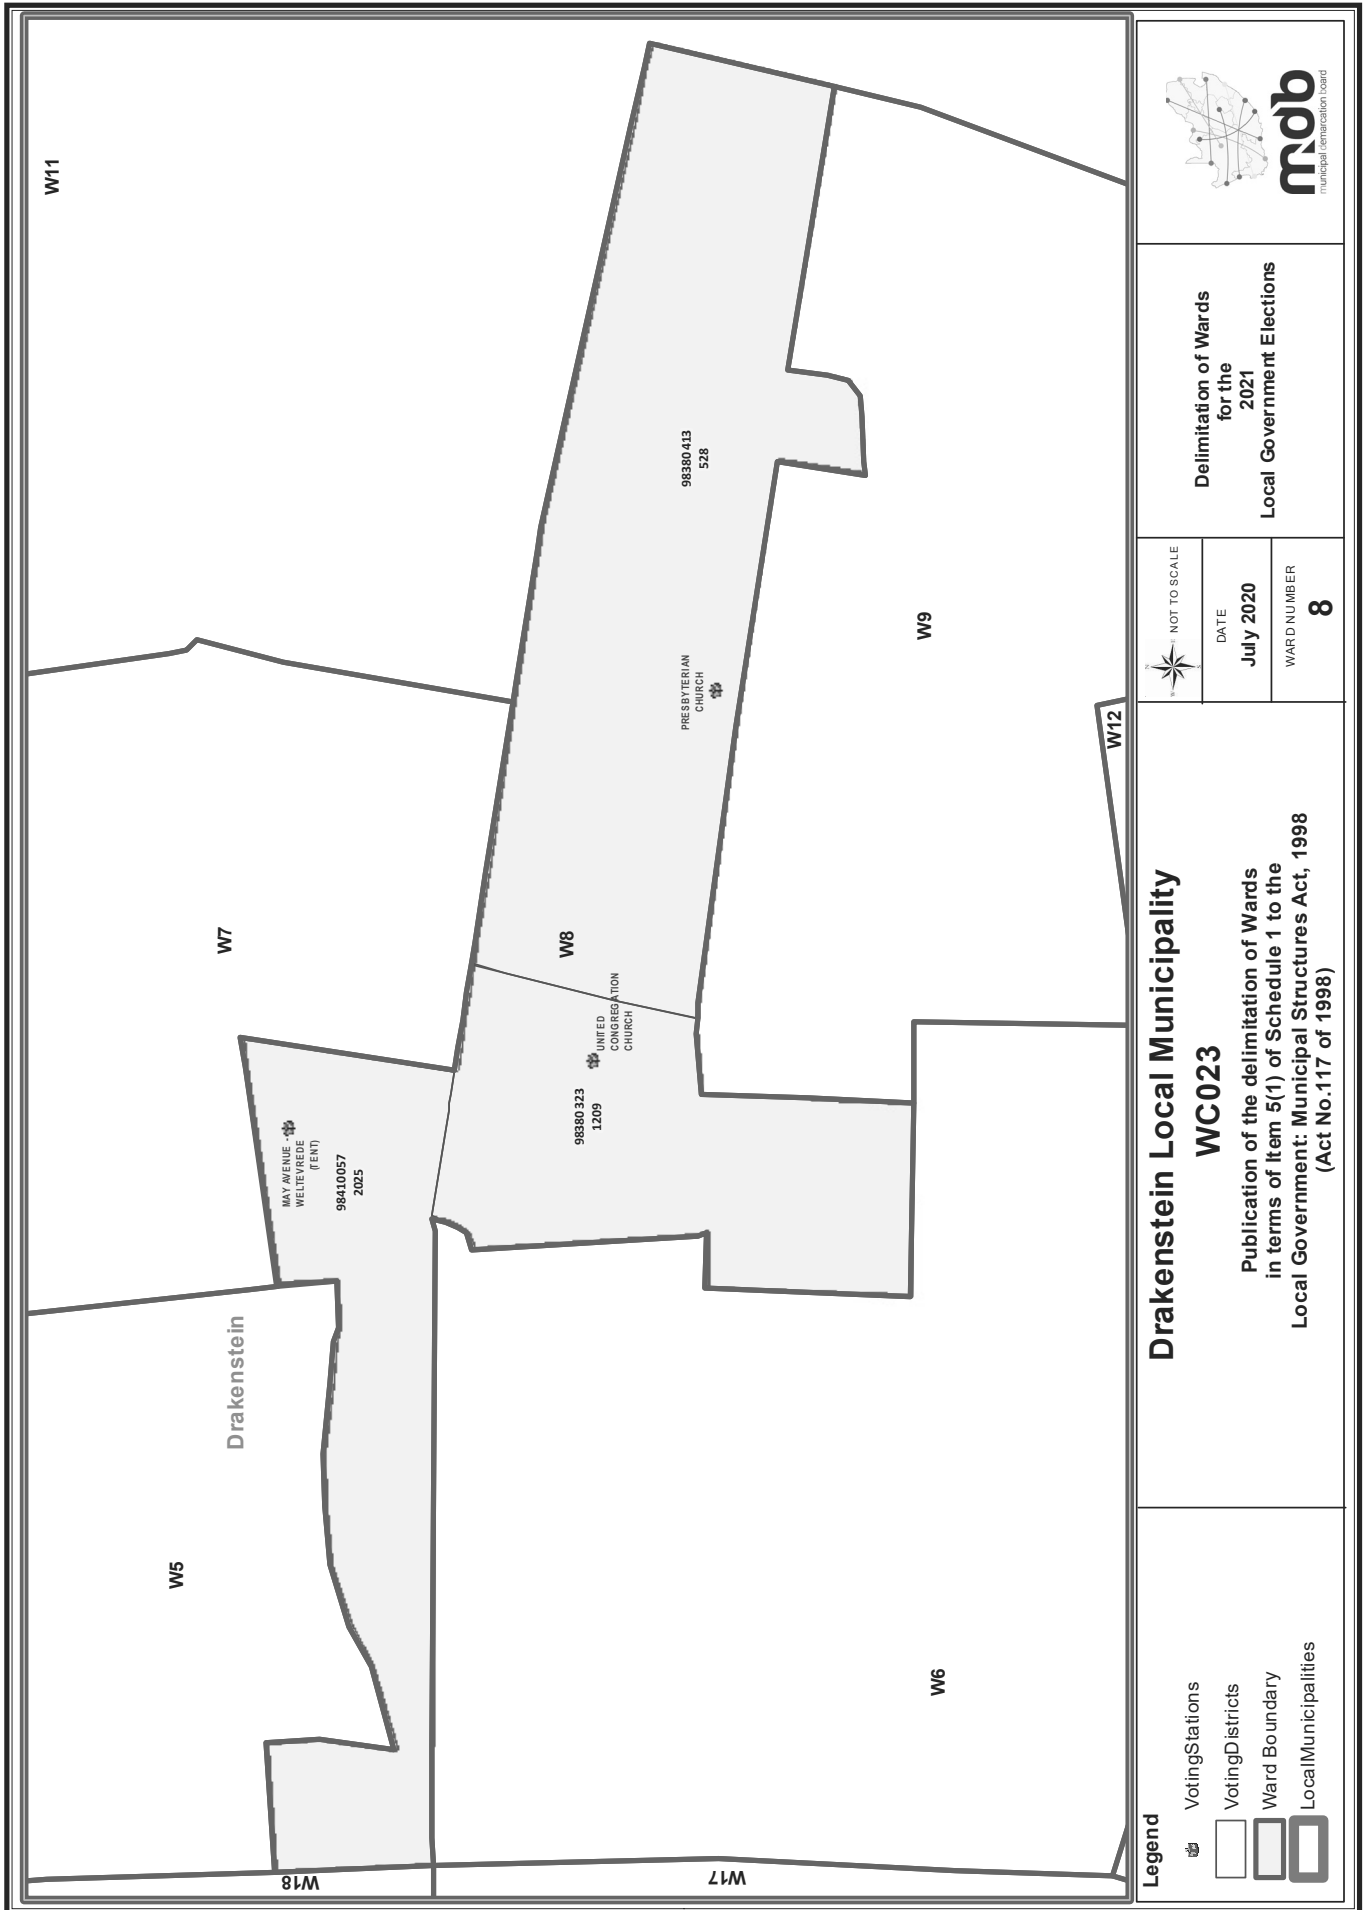 W11
W7
W5
Drakenstein
W18
MAY AVENUE -
WELTEVREDE
(TENT)
98410057
2025
W8
UNITED
CONGREGATION
CHURCH
98380323
1209
98380413
528
PRESBYTERIAN
CHURCH
W9
W12
W6
W17
Legend
VotingStations
VotingDistricts
Ward Boundary
LocalMunicipalities
Drakenstein Local Municipality
WC023
Publication of the delimitation of Wards
in terms of Item 5(1) of Schedule 1 to the
Local Government: Municipal Structures Act, 1998
(Act No.117 of 1998)
N
E
S
W
NOT TO SCALE
DATE
July 2020
WARD NUMBER
8
Delimitation of Wards
for the
2021
Local Government Elections
mdb
municipal demarcation board